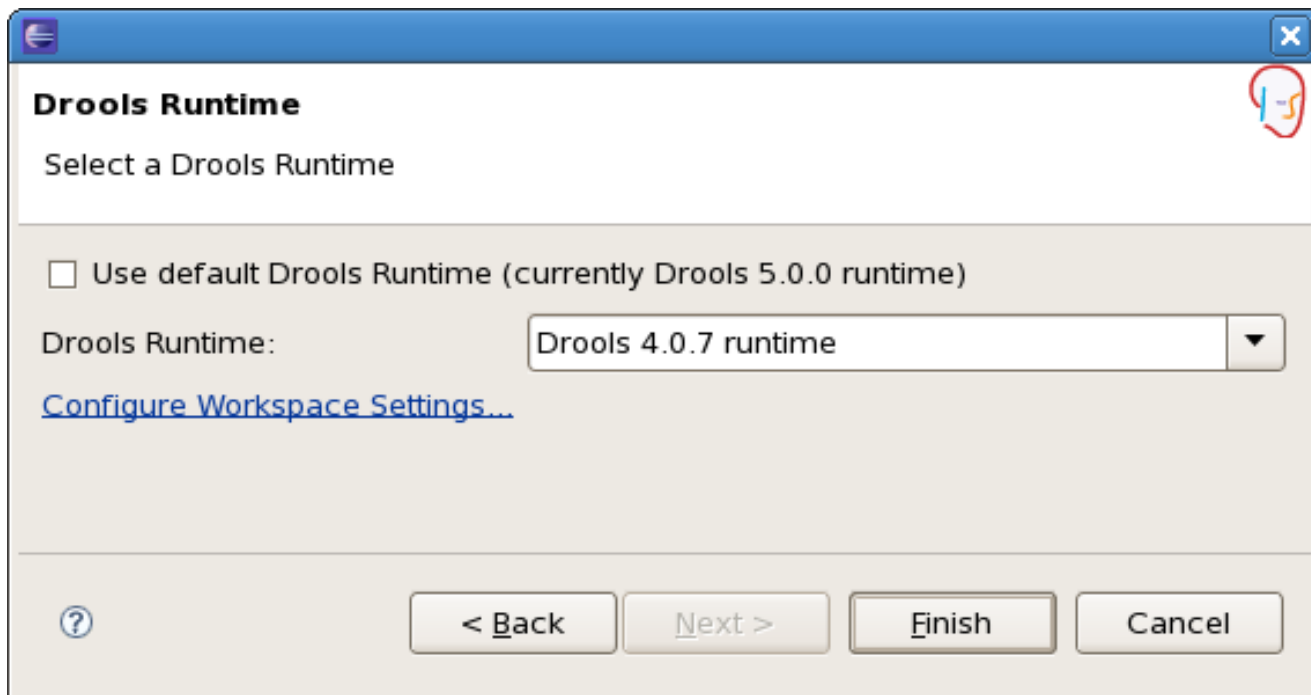 Drools Runtime
Select a Drools Runtime
Use default Drools Runtime (currently Drools 5.0.0 runtime)
Drools Runtime: Drools 4.0.7 runtime
Configure Workspace Settings...
? < Back Next > Finish Cancel